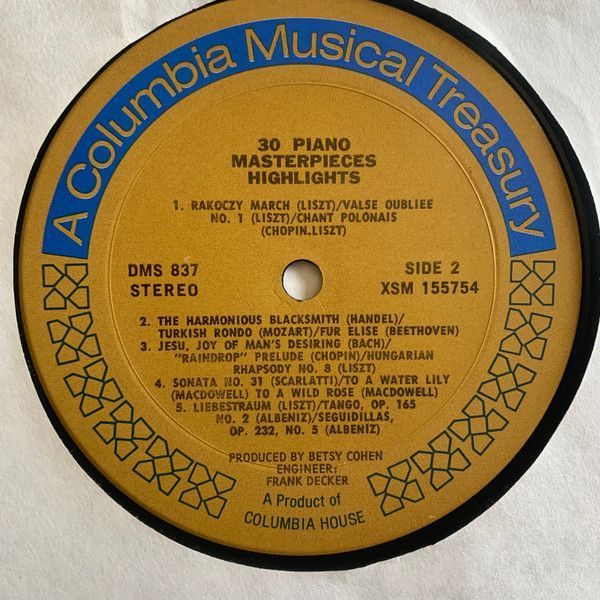 A Columbia Musical Treasury
30 PIANO
MASTERPIECES
HIGHLIGHTS
1. RAKOCZY MARCH (LISZT)/VALSE OUBLIEE
NO. 1 (LISZT)/CHANT POLONAIS
(CHOPIN.LISZT)
DMS 837
STEREO
SIDE 2
XSM 155754
2. THE HARMONIOUS BLACKSMITH (HANDEL)/
TURKISH RONDO (MOZART)/FUR ELISE (BEETHOVEN)
3. JESU, JOY OF MAN'S DESIRING (BACH)/
"RAINDROP" PRELUDE (CHOPIN)/HUNGARIAN
RHAPSODY NO. 8 (LISZT)
4. SONATA NO. 31 (SCARLATTI)/TO A WATER LILY
(MACDOWELL) TO A WILD ROSE (MACDOWELL)
5. LIEBESTRAUM (LISZT)/TANGO, OP. 165
NO. 2 (ALBENIZ)/SEGUIDILLAS,
OP. 232, NO. 5 (ALBENIZ)
PRODUCED BY BETSY COHEN
ENGINEER:
FRANK DECKER
A Product of
COLUMBIA HOUSE